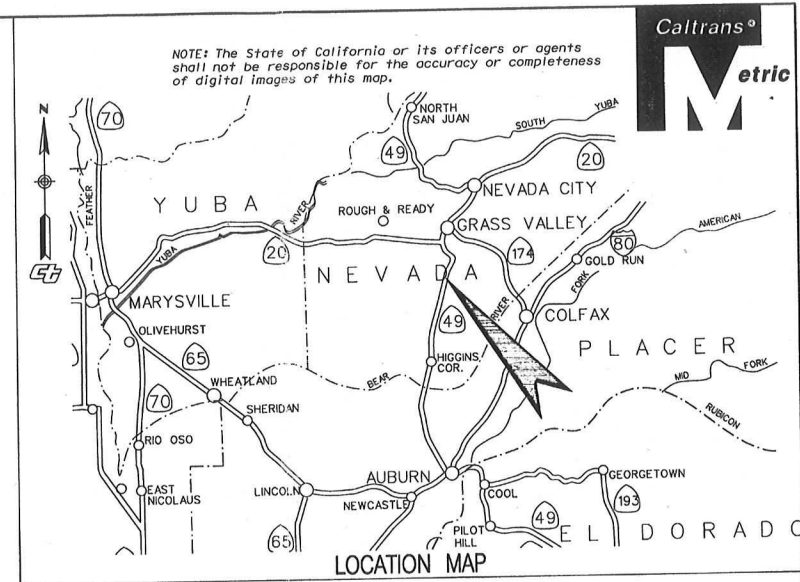 Caltrans
Metric
NOTE: The State of California or its officers or agents
shall not be responsible for the accuracy or completeness
of digital images of this map.
N
70
NORTH
SAN JUAN
SOUTH
YUBA
49
20
FEATHER
YUBA
RIVER
ROUGH & READY
NEVADA CITY
GRASS VALLEY
AMERICAN
80
174
GOLD RUN
YUBA
20
NEVADA
FORK
ct
MARYSVILLE
RIVER
COLFAX
49
OLIVEHURST
65
HIGGINS
COR.
PLACER
WHEATLAND
BEAR
MID
FORK
70
SHERIDAN
RUBICON
RIO OSO
AUBURN
GEORGETOWN
EAST
NICOLAUS
LINCOLN
NEWCASTLE
COOL
193
49
PILOT
HILL
EL DORADO
65
LOCATION MAP